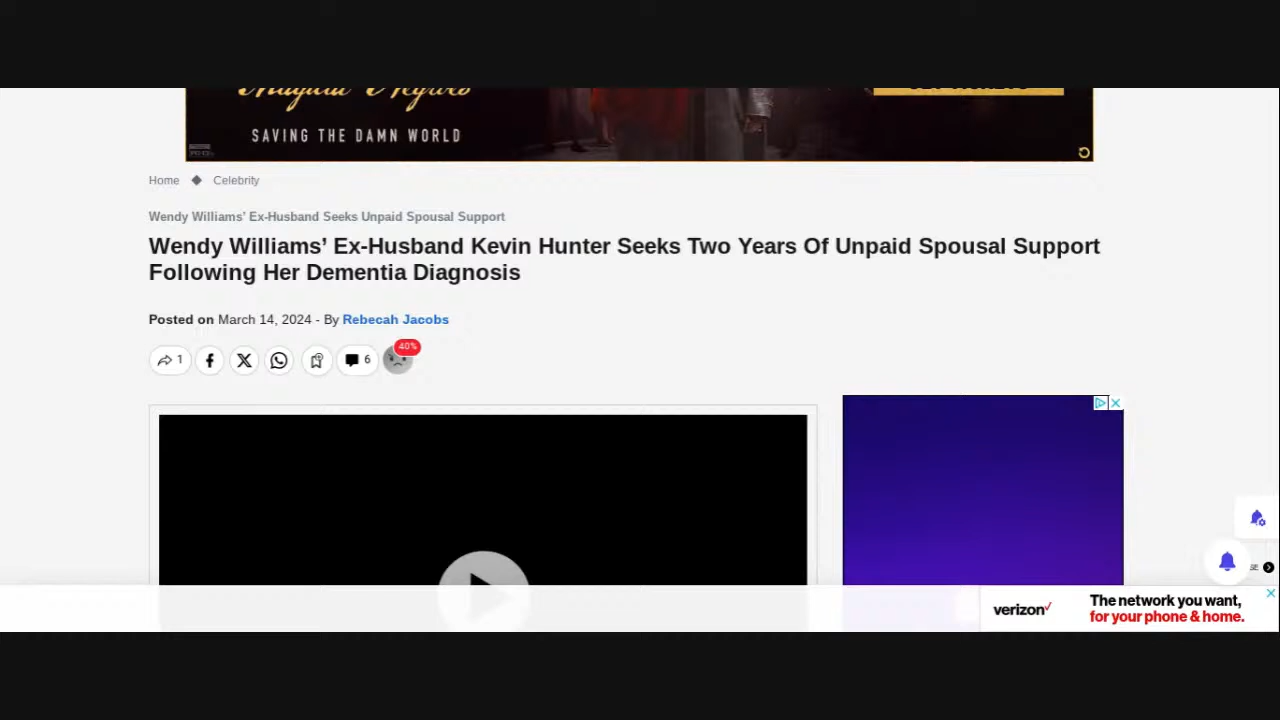 SAVING THE DAMN WORLD
Home ◆ Celebrity
Wendy Williams’ Ex-Husband Seeks Unpaid Spousal Support
Wendy Williams’ Ex-Husband Kevin Hunter Seeks Two Years Of Unpaid Spousal Support
Following Her Dementia Diagnosis
Posted on March 14, 2024 - By Rebecah Jacobs
1
6
40%
verizon
The network you want,
for your phone & home.